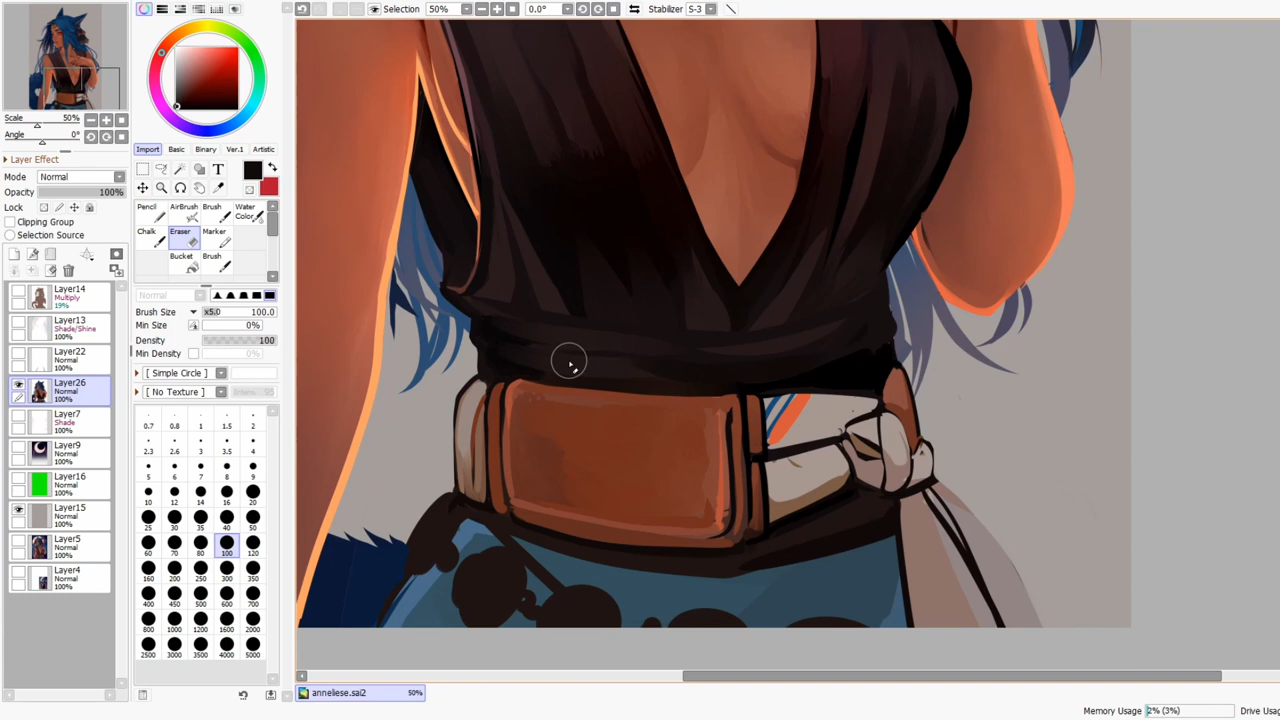 Selection 50% 0.0° Stabilizer S-3
Scale 50%
Angle 0°
Layer Effect
Mode Normal
Opacity 100%
Lock
Clipping Group
Selection Source
Layer14
Multiply
19%
Layer13
Shade/Shine
100%
Layer22
Normal
100%
Layer26
Normal
100%
Layer7
Shade
100%
Layer9
Normal
100%
Layer16
Normal
100%
Layer15
Normal
100%
Layer5
Normal
100%
Layer4
Normal
100%
Import Basic Binary Ver.1 Artistic
T
Pencil AirBrush Brush Water Color
Chalk Eraser Marker
Bucket Brush
Normal
Brush Size x5.0 100.0
Min Size 0%
Density 100
Min Density 0%
[ Simple Circle ]
[ No Texture ]
0.7 0.8 1 1.5 2
2.3 2.6 3 3.5 4
5 6 7 8 9
10 12 14 16 20
25 30 35 40 50
60 70 80 100 120
160 200 250 300 350
400 450 500 600 700
800 1000 1200 1600 2000
2500 3000 3500 4000 5000
anneliese.sai2 50%
Memory Usage 2% (3%) Drive Usa